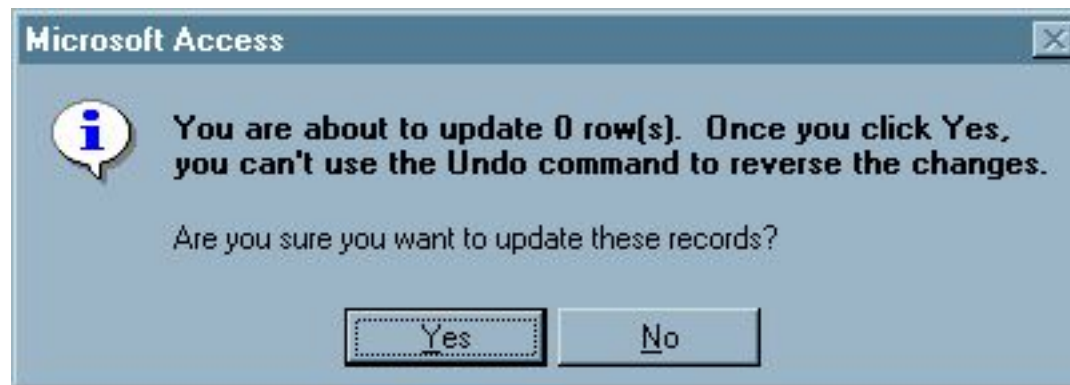 Microsoft Access
You are about to update 0 row(s).  Once you click Yes,
you can't use the Undo command to reverse the changes.
Are you sure you want to update these records?
Yes
No